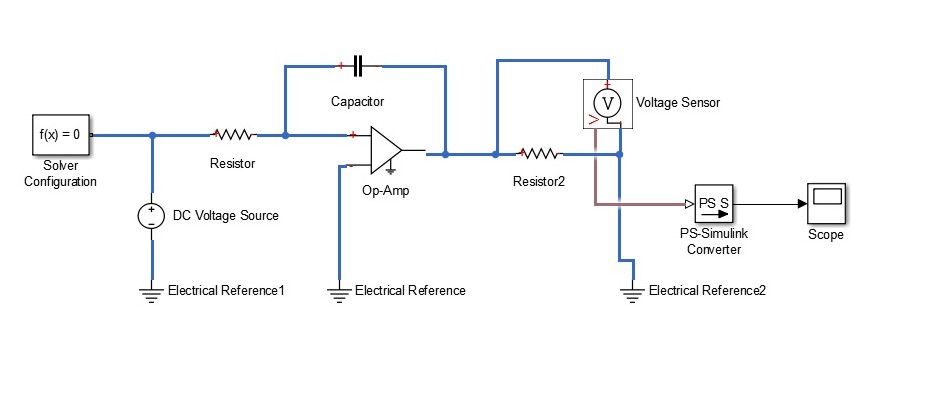 Capacitor
V
Voltage Sensor
f(x) = 0
Solver
Configuration
Resistor
Op-Amp
Resistor2
DC Voltage Source
PS S
PS-Simulink
Converter
Scope
Electrical Reference1
Electrical Reference
Electrical Reference2